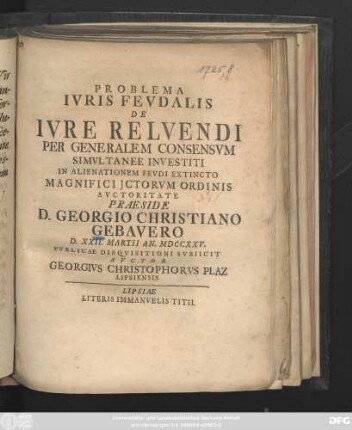 PROBLEMA
IVRIS FEVDALIS
DE
IVRE RELVENDI
PER GENERALEM CONSENSVM
SIMVLTANEE INVESTITI
IN ALIENATIONEM FEVDI EXTINCTO
MAGNIFICI JCTORVM ORDINIS
AVCTORITATE
PRAESIDE
D. GEORGIO CHRISTIANO
GEBAVERO
D. XXII. MARTII AN. MDCCXXV.
PVBLICAE DISQVISITIONI SVBIICIT
AVCTOR
GEORGIVS CHRISTOPHORVS PLAZ
LIPSIENSIS
LIPSIAE
LITERIS IMMANVELIS TITII.
DFG